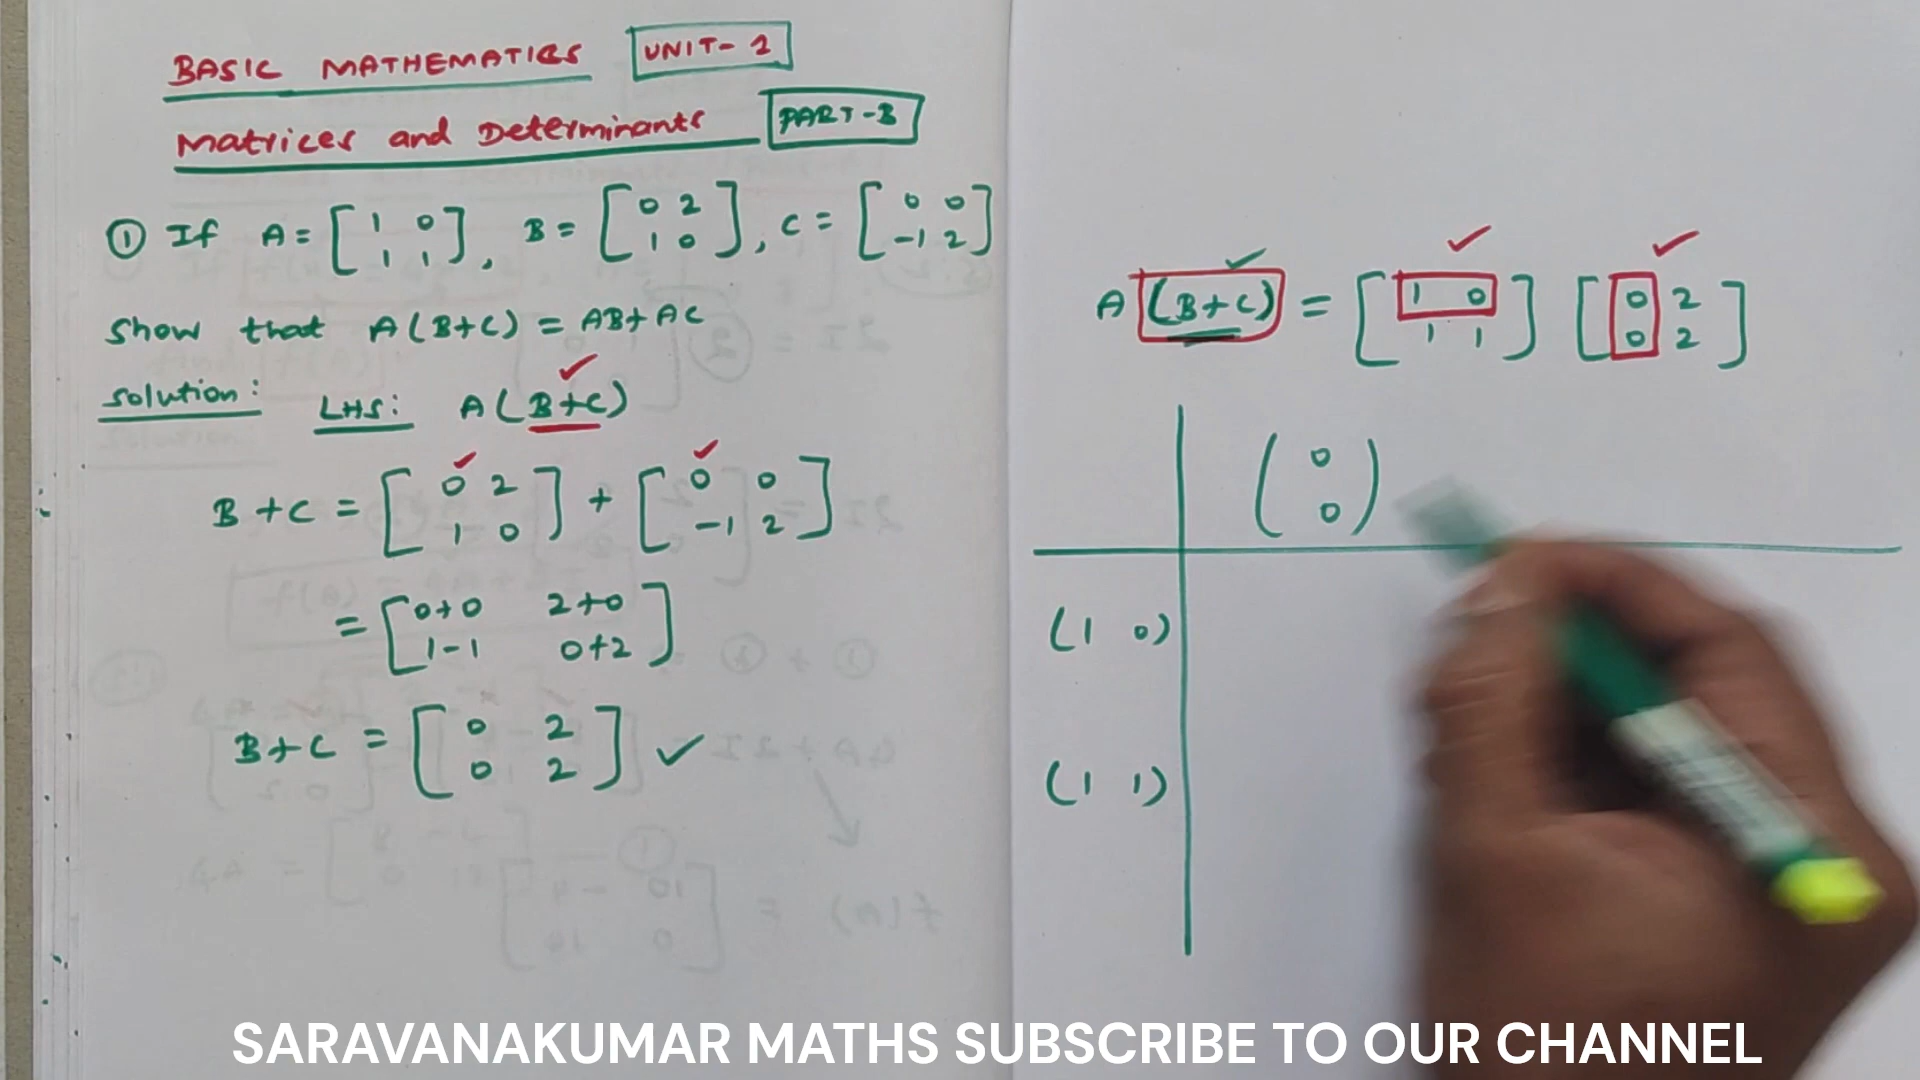 BASIC MATHEMATICS UNIT-1
Matrices and Determinants PART-B
① If A = [1 0; 1 1], B = [0 2; 1 0], C = [0 0; -1 2]
Show that A(B+C) = AB+AC
Solution: LHS: A(B+C)
B+C = [0 2; 1 0] + [0 0; -1 2]
= [0+0 2+0; 1-1 0+2]
B+C = [0 2; 0 2] ✓
A(B+C) = [1 0; 1 1] [0 2; 0 2]
(0; 0)
(1 0)
(1 1)
SARAVANAKUMAR MATHS SUBSCRIBE TO OUR CHANNEL